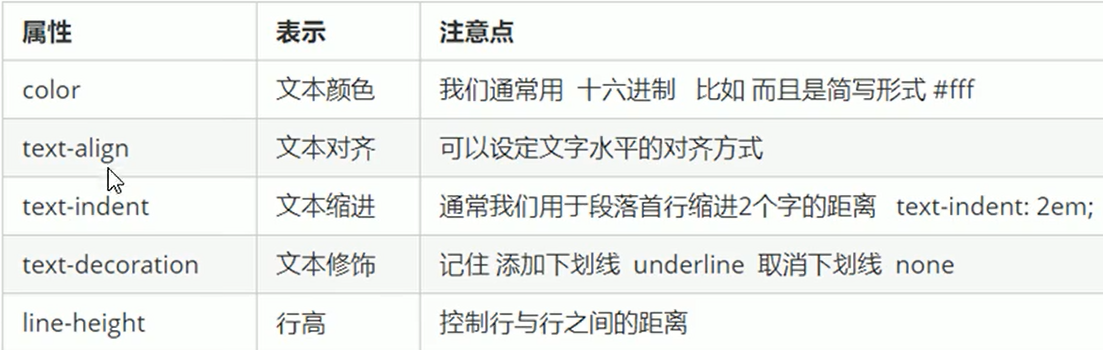 属性 表示 注意点
color 文本颜色 我们通常用 十六进制 比如 而且是简写形式 #fff
text-align 文本对齐 可以设定文字水平的对齐方式
text-indent 文本缩进 通常我们用于段落首行缩进2个字的距离 text-indent: 2em;
text-decoration 文本修饰 记住 添加下划线 underline 取消下划线 none
line-height 行高 控制行与行之间的距离